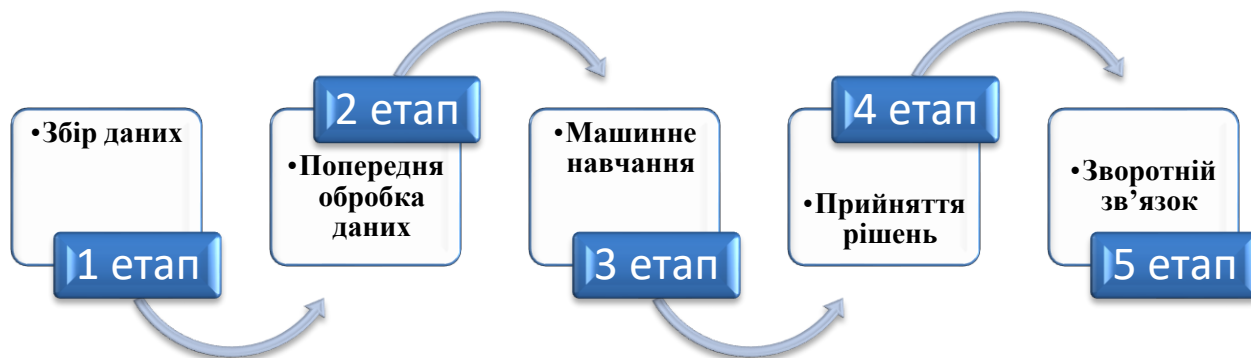 •Збір даних
1 етап
2 етап
•Попередня
обробка
даних
•Машинне
навчання
3 етап
4 етап
•Прийняття
рішень
•Зворотній
зв’язок
5 етап